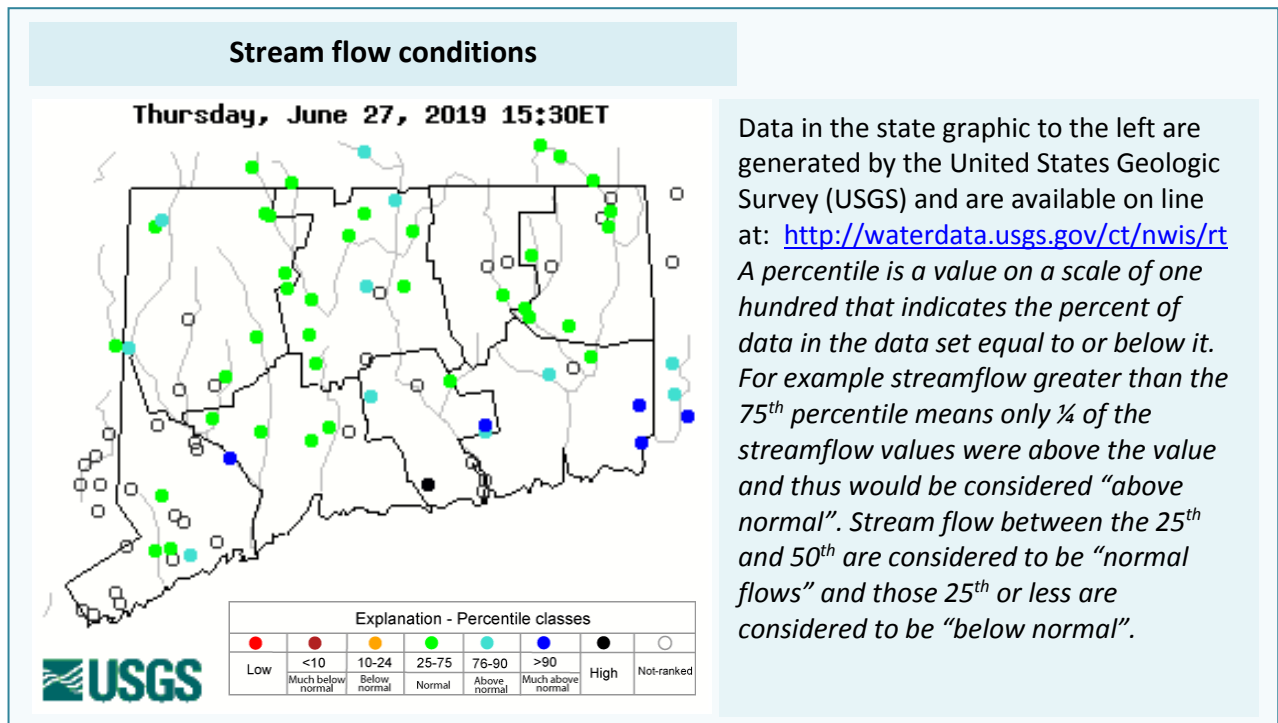 Stream flow conditions
Thursday, June 27, 2019 15:30ET
Explanation - Percentile classes
Low
<10
10-24
25-75
76-90
>90
High
Not-ranked
Much below
normal
Below
normal
Normal
Above
normal
Much above
normal
USGS
Data in the state graphic to the left are
generated by the United States Geologic
Survey (USGS) and are available on line
at: http://waterdata.usgs.gov/ct/nwis/rt
A percentile is a value on a scale of one
hundred that indicates the percent of
data in the data set equal to or below it.
For example streamflow greater than the
75th percentile means only ¼ of the
streamflow values were above the value
and thus would be considered “above
normal”. Stream flow between the 25th
and 50th are considered to be “normal
flows” and those 25th or less are
considered to be “below normal”.